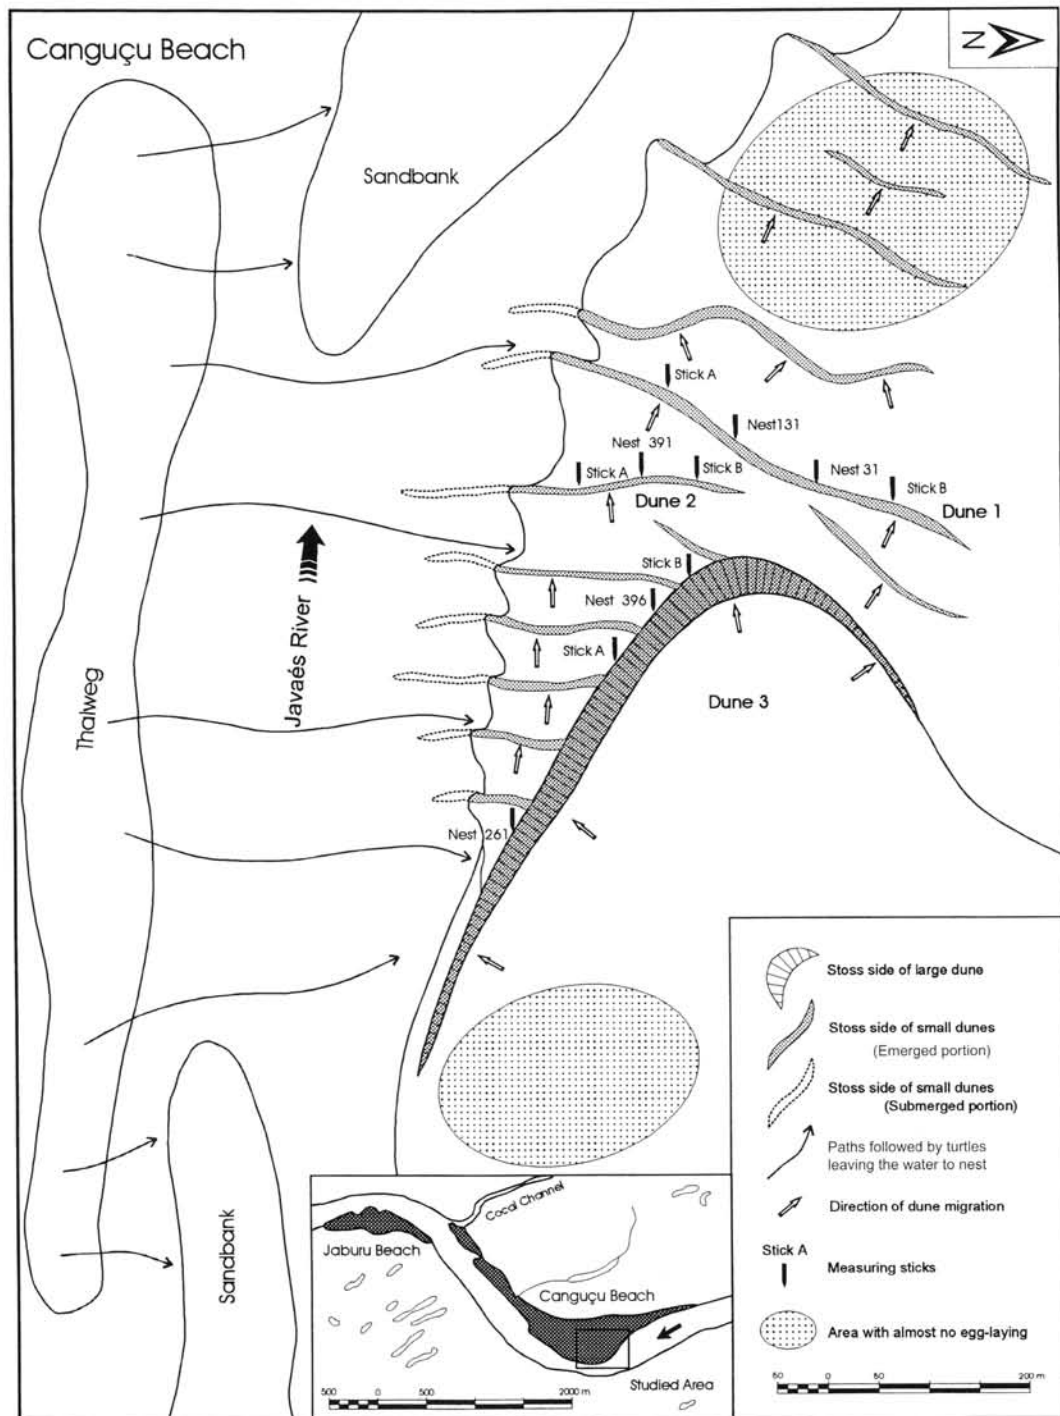 Canguçu Beach
N
Sandbank
Stick A
Nest131
Nest 391
Stick A
Stick B
Nest 31
Stick B
Dune 2
Dune 1
Stick B
Nest 396
Stick A
Javaés River
Thalweg
Dune 3
Nest 261
Sandbank
Stoss side of large dune
Stoss side of small dunes
(Emerged portion)
Stoss side of small dunes
(Submerged portion)
Paths followed by turtles
leaving the water to nest
Direction of dune migration
Stick A
Measuring sticks
Area with almost no egg-laying
50 0 50 200 m
Cocal Channel
Jaburu Beach
Canguçu Beach
Studied Area
500 0 500 2000 m